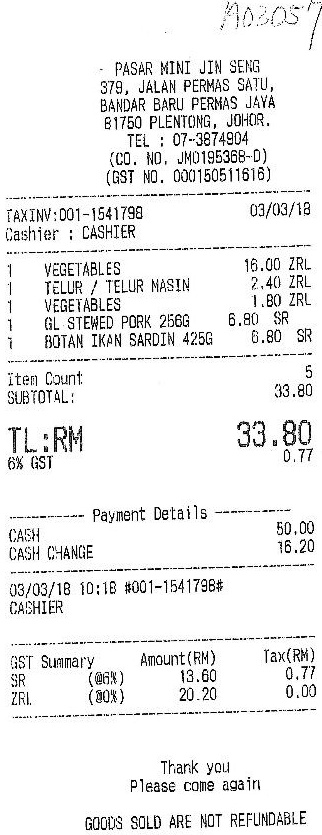 A03057
- PASAR MINI JIN SENG
379, JALAN PERMAS SATU,
BANDAR BARU PERMAS JAYA
81750 PLENTONG, JOHOR.
TEL : 07-3874904
(CO. NO. JM0195368-D)
(GST NO. 000150511616)
TAXINV:001-1541798 03/03/18
Cashier : CASHIER
1 VEGETABLES 16.00 ZRL
1 TELUR / TELUR MASIN 2.40 ZRL
1 VEGETABLES 1.80 ZRL
1 GL STEWED PORK 256G 6.80 SR
1 BOTAN IKAN SARDIN 425G 6.80 SR
Item Count 5
SUBTOTAL: 33.80
TL:RM 33.80
6% GST 0.77
------------ Payment Details ------------
CASH 50.00
CASH CHANGE 16.20
03/03/18 10:18 #001-1541798#
CASHIER
GST Summary Amount(RM) Tax(RM)
SR (@6%) 13.60 0.77
ZRL (@0%) 20.20 0.00
Thank you
Please come again
GOODS SOLD ARE NOT REFUNDABLE